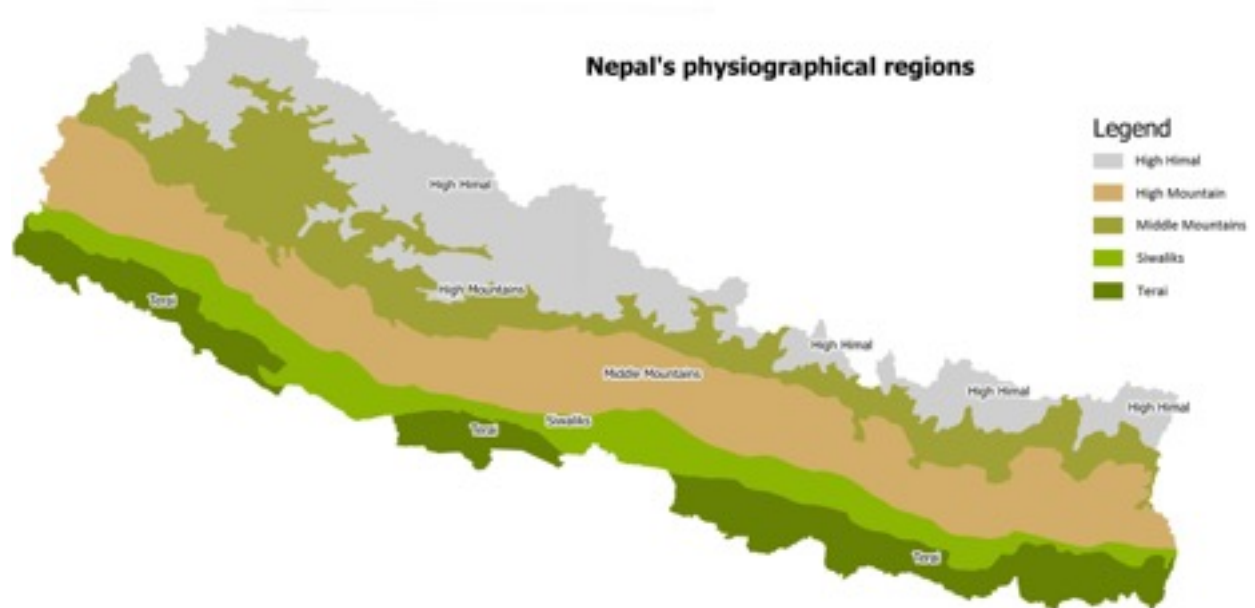 Nepal's physiographical regions
Legend
High Himal
High Mountain
Middle Mountains
Siwaliks
Terai
High Himal
High Mountains
Terai
High Himal
Middle Mountains
High Himal
High Himal
Siwaliks
Terai
Terai